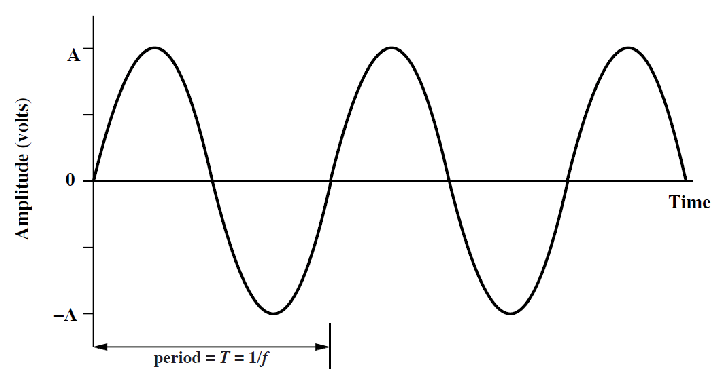 Amplitude (volts)
A
0
–A
Time
period = T = 1/f